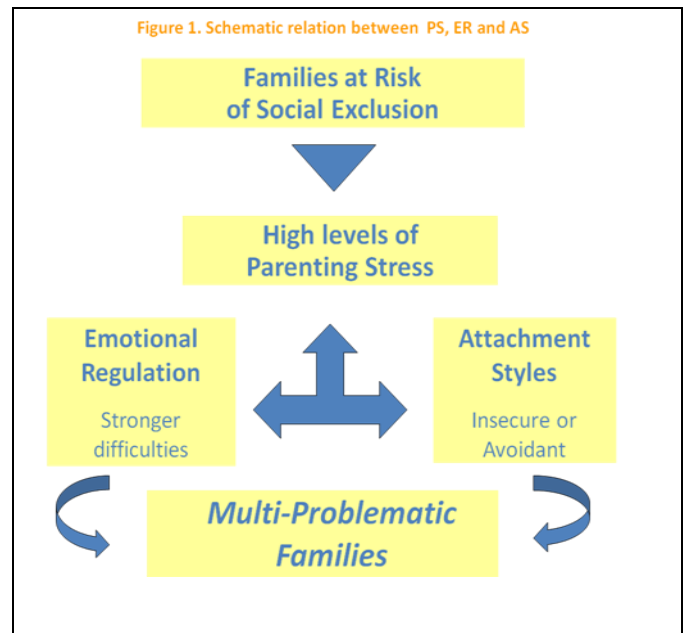 Figure 1. Schematic relation between PS, ER and AS
Families at Risk
of Social Exclusion
High levels of
Parenting Stress
Emotional
Regulation
Stronger
difficulties
Attachment
Styles
Insecure or
Avoidant
Multi-Problematic
Families